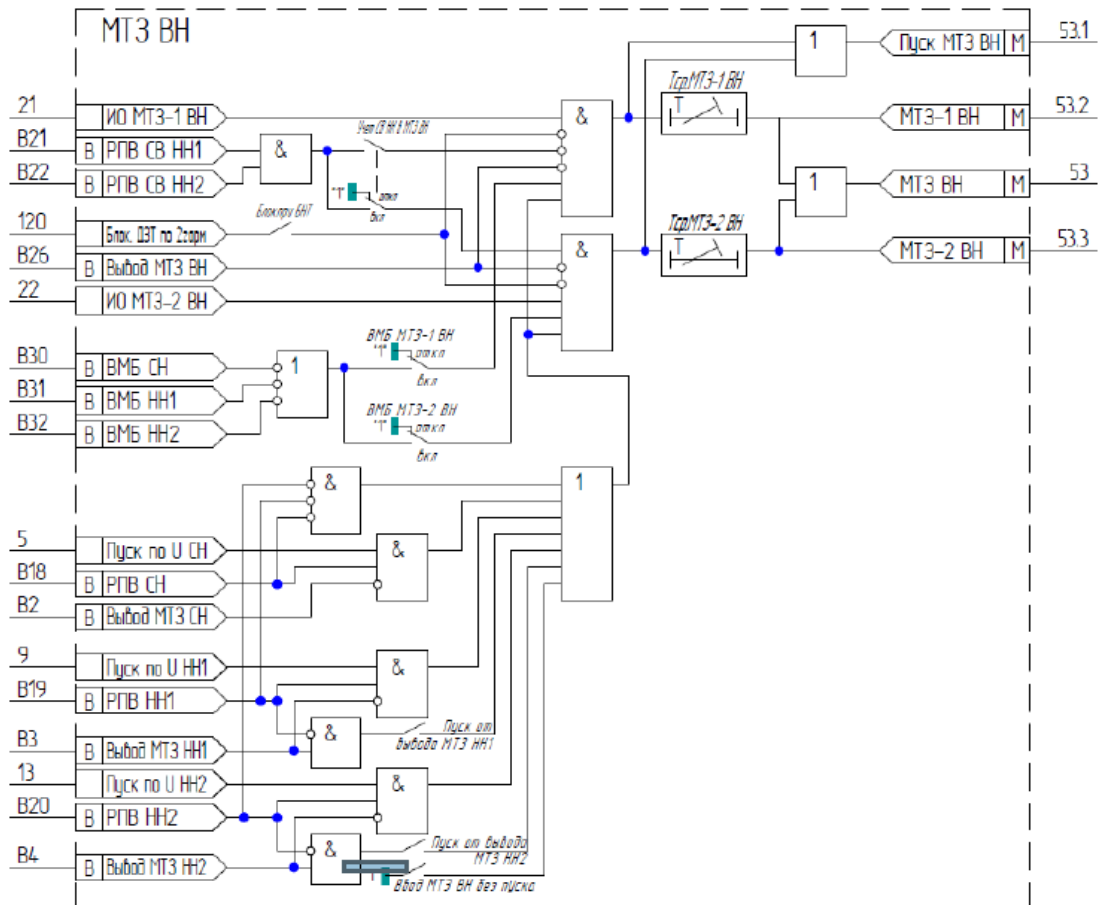 МТЗ ВН
53.1
Пуск МТЗ ВН М
1
21
ИО МТЗ-1 ВН
Тср.МТЗ-1 ВН
Т
&
МТЗ-1 ВН М
53.2
В21
В РПВ СВ НН1
&
Учет СВ НН В МТЗ ВН
В22
В РПВ СВ НН2
"1"
откл
Вкл
1
МТЗ ВН М
53
120
Блок. ДЗТ по 2гарм
Блок.при БНТ
Тср.МТЗ-2 ВН
Т
&
МТЗ-2 ВН М
53.3
В26
В Вывод МТЗ ВН
22
ИО МТЗ-2 ВН
В30
В ВМБ СН
1
ВМБ МТЗ-1 ВН
"1"
откл
Вкл
В31
В ВМБ НН1
В32
В ВМБ НН2
ВМБ МТЗ-2 ВН
"1"
откл
Вкл
&
1
5
Пуск по U СН
&
В18
В РПВ СН
В2
В Вывод МТЗ СН
9
Пуск по U НН1
&
В19
В РПВ НН1
&
Пуск от
вывода МТЗ НН1
В3
В Вывод МТЗ НН1
13
Пуск по U НН2
&
В20
В РПВ НН2
&
Пуск от вывода
МТЗ НН2
В4
В Вывод МТЗ НН2
Ввод МТЗ ВН без пуска